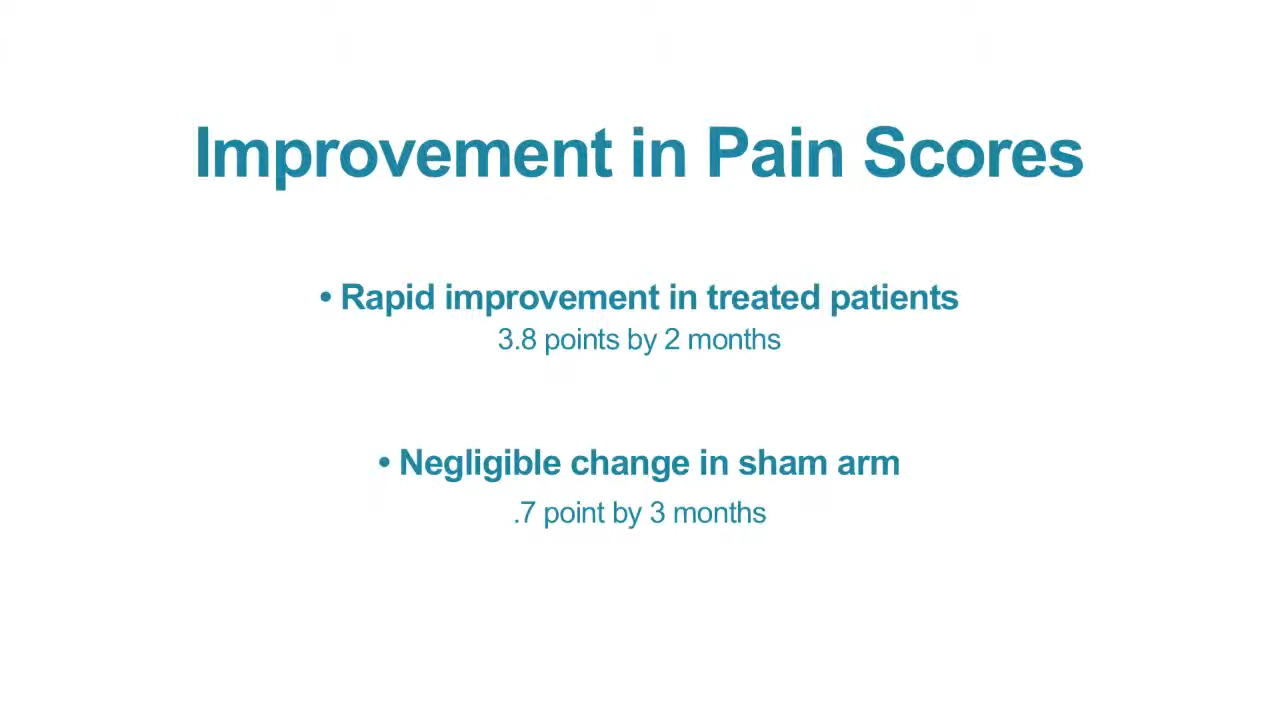 Improvement in Pain Scores
• Rapid improvement in treated patients
3.8 points by 2 months
• Negligible change in sham arm
.7 point by 3 months